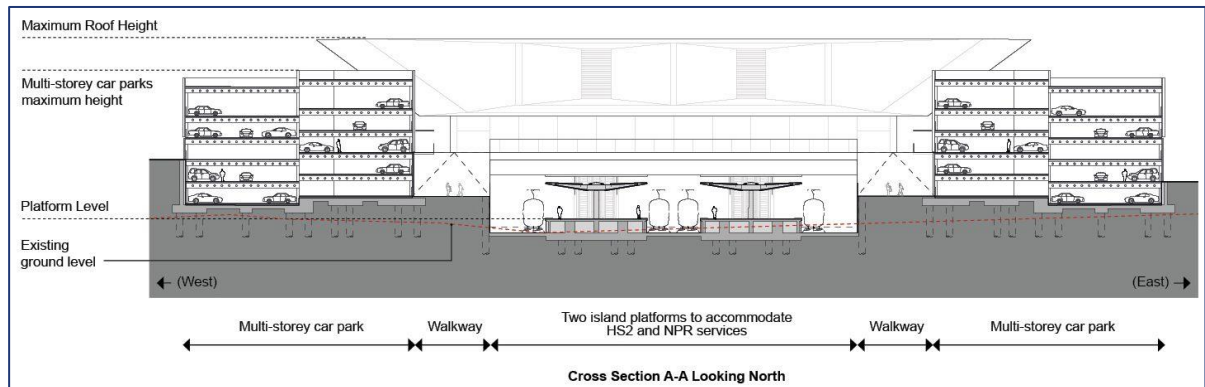 Maximum Roof Height
Multi-storey car parks
maximum height
Platform Level
Existing
ground level
(West)
(East)
Multi-storey car park
Walkway
Two island platforms to accommodate
HS2 and NPR services
Walkway
Multi-storey car park
Cross Section A-A Looking North